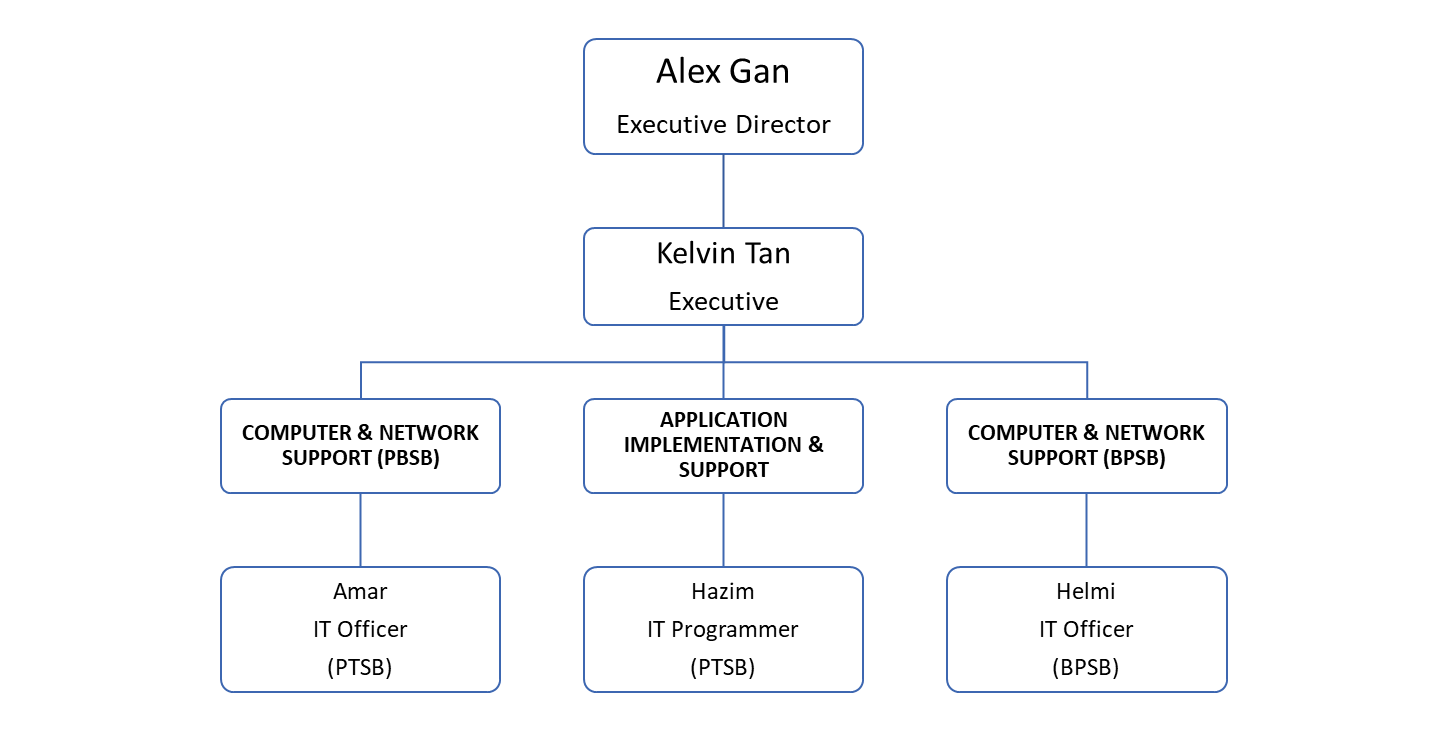 Alex Gan
Executive Director
Kelvin Tan
Executive
COMPUTER & NETWORK
SUPPORT (PBSB)
APPLICATION
IMPLEMENTATION &
SUPPORT
COMPUTER & NETWORK
SUPPORT (BPSB)
Amar
IT Officer
(PTSB)
Hazim
IT Programmer
(PTSB)
Helmi
IT Officer
(BPSB)